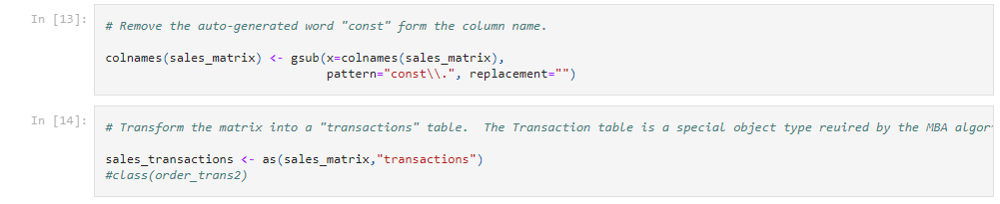 In [13]:
# Remove the auto-generated word "const" form the column name.
colnames(sales_matrix) <- gsub(x=colnames(sales_matrix),
pattern="const\\.", replacement="")
In [14]:
# Transform the matrix into a "transactions" table.  The Transaction table is a special object type reuired by the MBA algor
sales_transactions <- as(sales_matrix,"transactions")
#class(order_trans2)